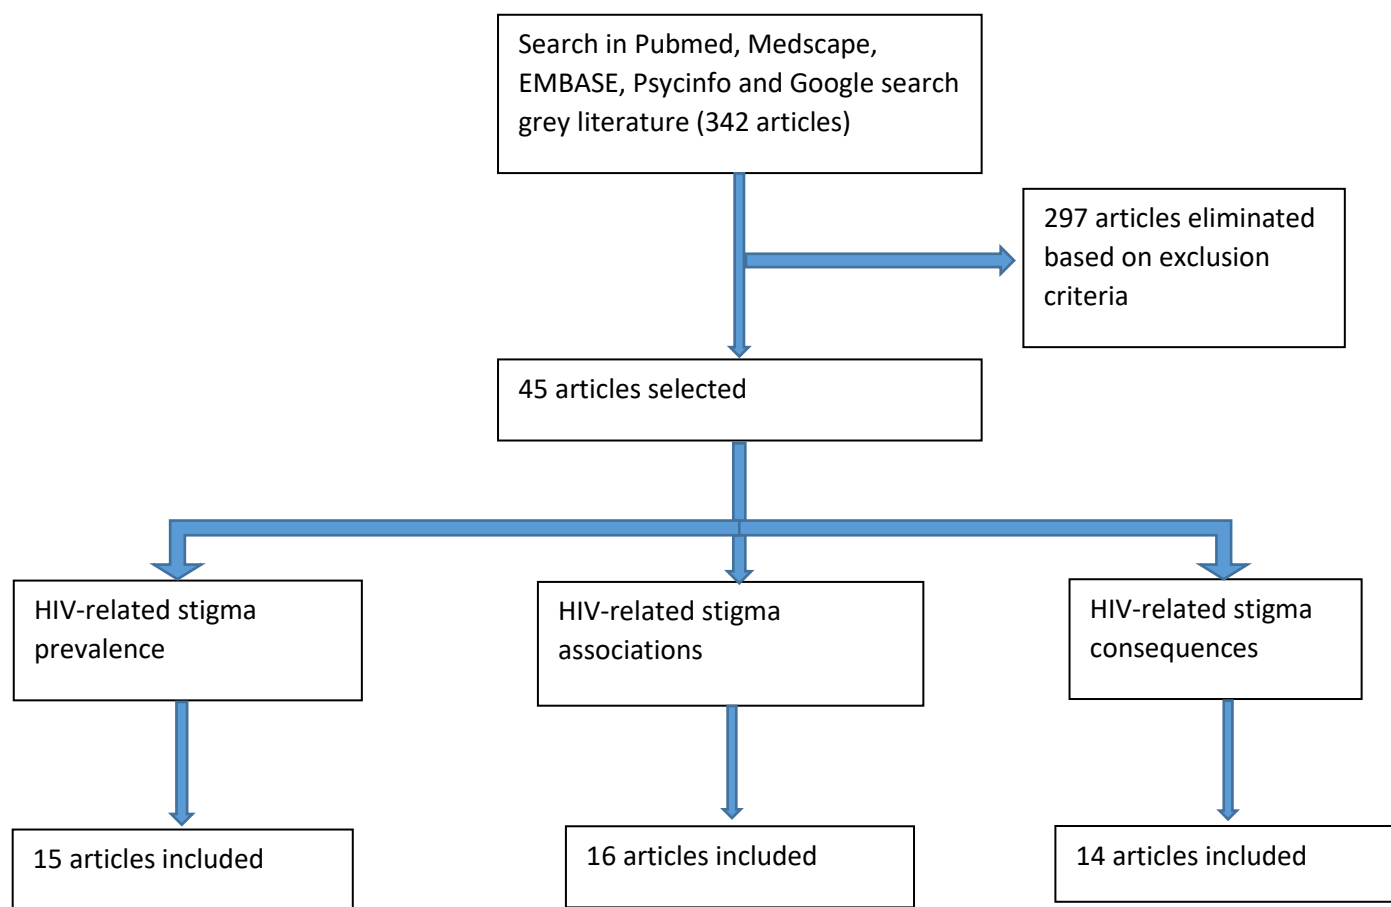 Search in Pubmed, Medscape,
EMBASE, Psycinfo and Google search
grey literature (342 articles)
297 articles eliminated
based on exclusion
criteria
45 articles selected
HIV-related stigma
prevalence
HIV-related stigma
associations
HIV-related stigma
consequences
15 articles included
16 articles included
14 articles included